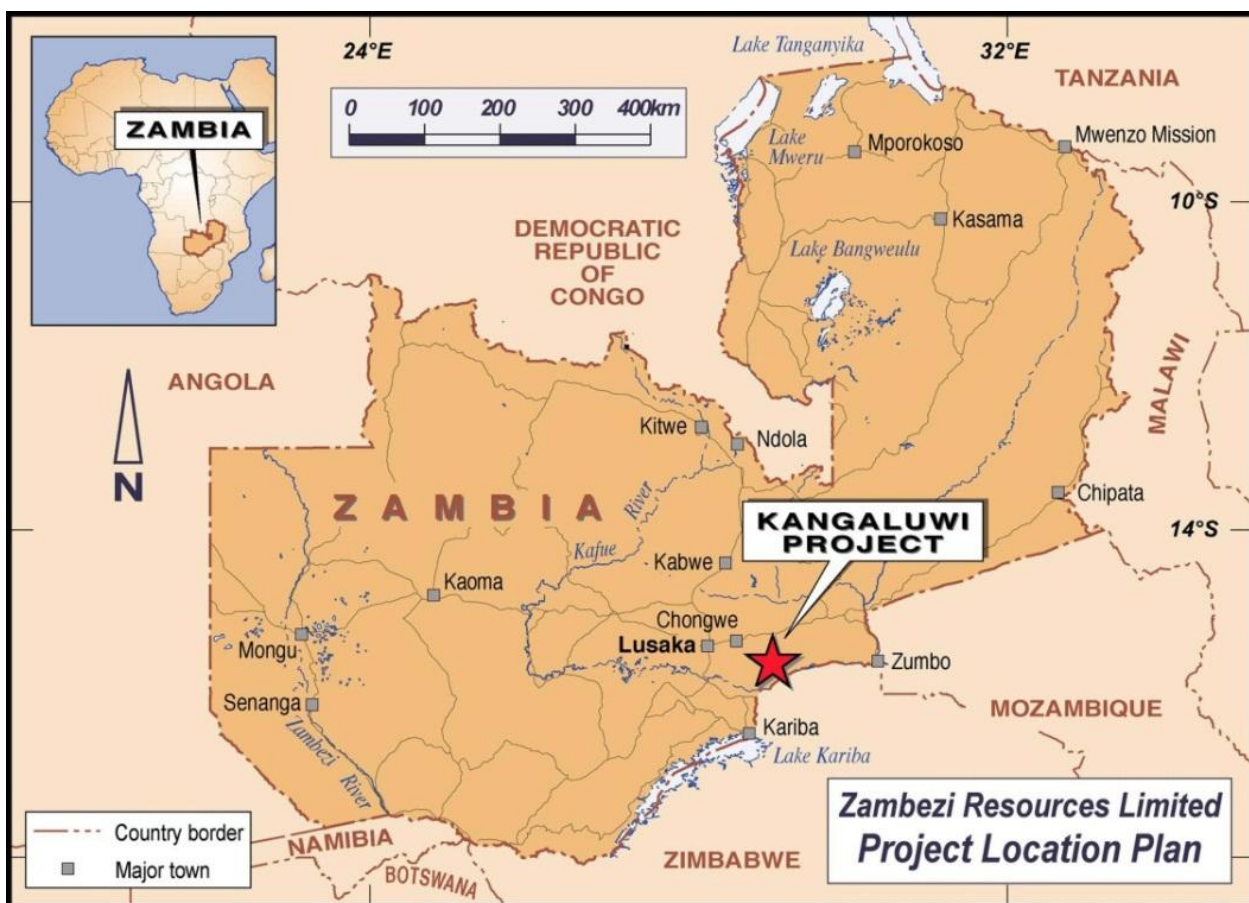 24°E
Lake Tanganyika
32°E
TANZANIA
ZAMBIA
0 100 200 300 400km
Lake
Mweru
Mporokoso
Mwenzo Mission
10°S
DEMOCRATIC
REPUBLIC
OF
CONGO
Kasama
Lake Bangweulu
ANGOLA
MALAWI
Kitwe
Ndola
N
ZAMBIA
Kafue
River
Chipata
KANGALUWI
PROJECT
14°S
Kabwe
Kaoma
Chongwe
Lusaka
Mongu
Zumbo
Senanga
MOZAMBIQUE
Kariba
Lake Kariba
Zambezi
River
Country border
Major town
NAMIBIA
BOTSWANA
ZIMBABWE
Zambezi Resources Limited
Project Location Plan